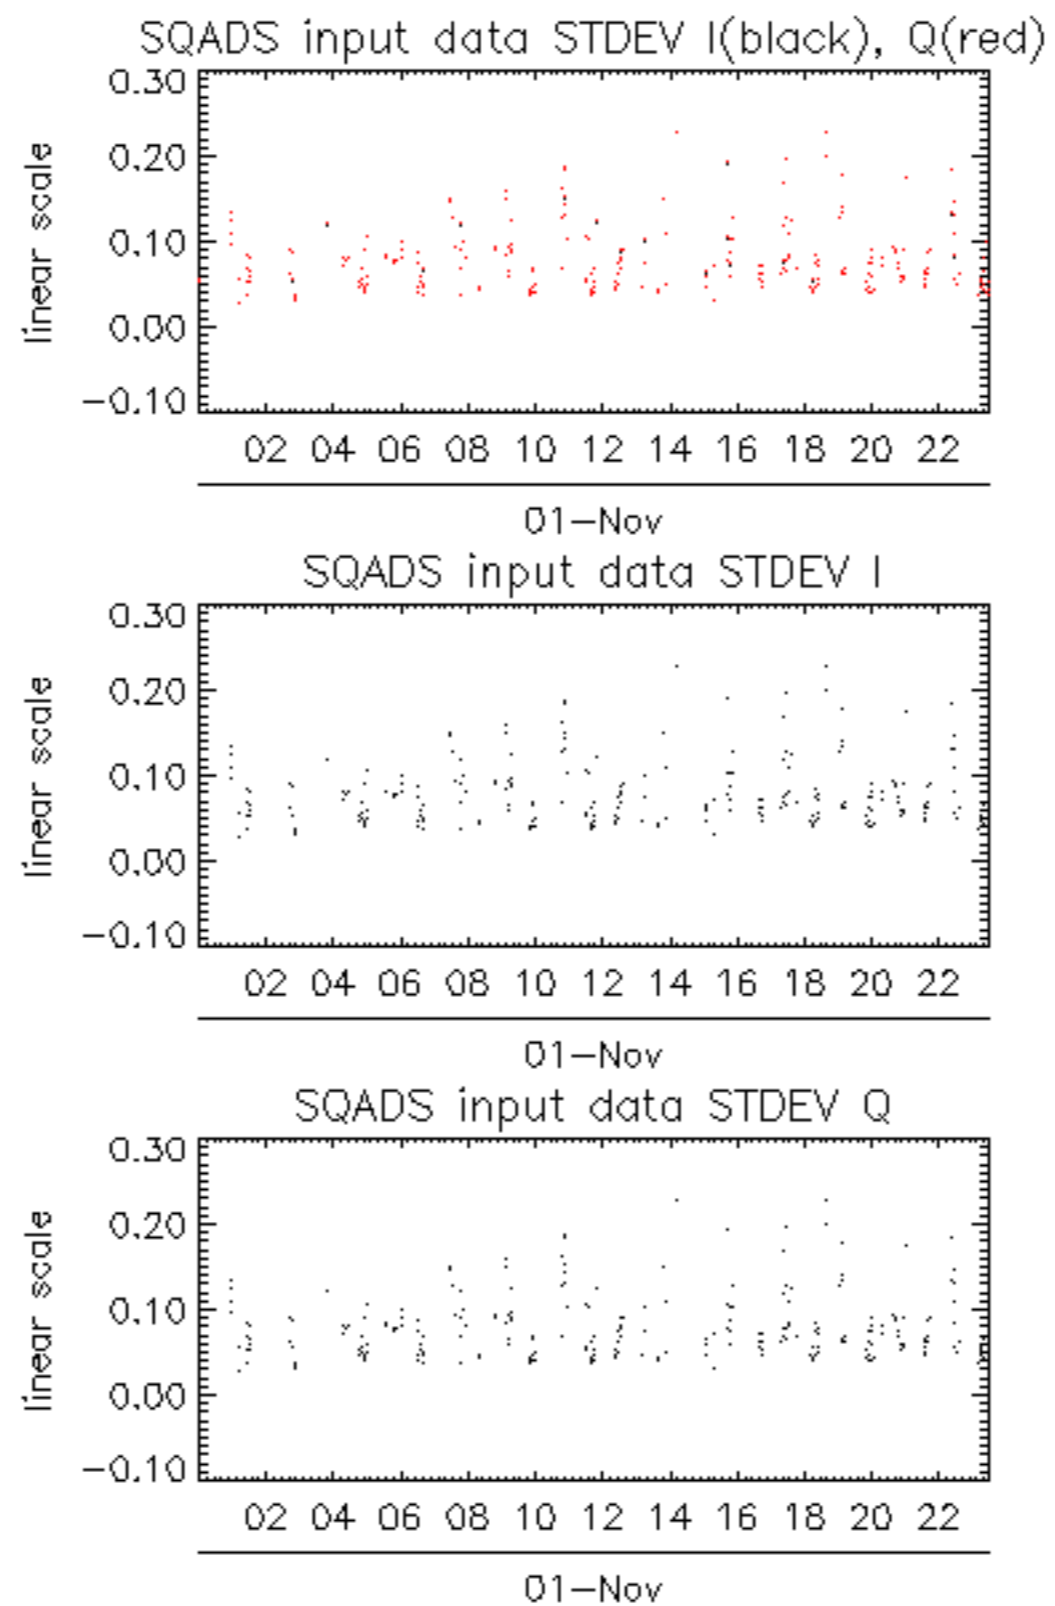 SQADS input data STDEV I(black), Q(red)
0.30
0.20
0.10
0.00
-0.10
linear scale
02 04 06 08 10 12 14 16 18 20 22
01-Nov
SQADS input data STDEV I
0.30
0.20
0.10
0.00
-0.10
linear scale
02 04 06 08 10 12 14 16 18 20 22
01-Nov
SQADS input data STDEV Q
0.30
0.20
0.10
0.00
-0.10
linear scale
02 04 06 08 10 12 14 16 18 20 22
01-Nov